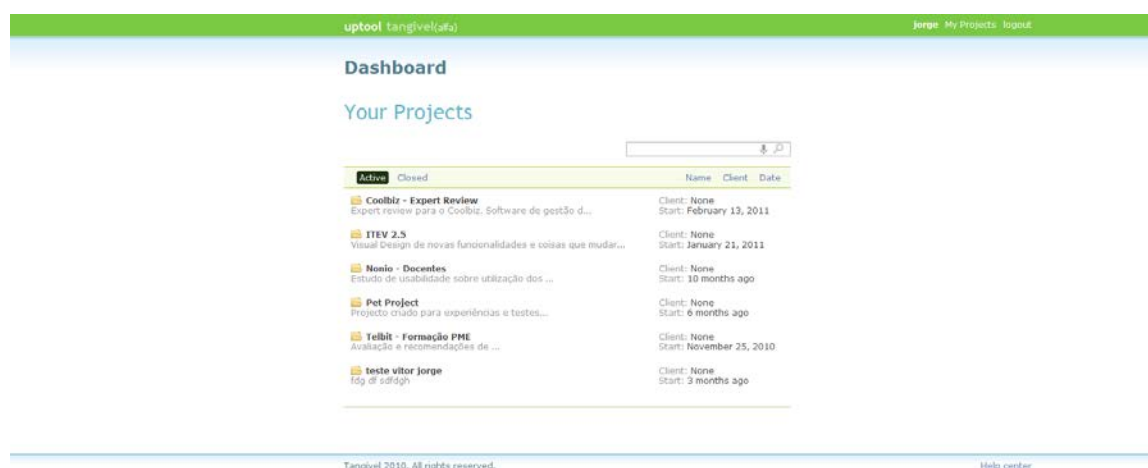 uptool tangível(alfa)
jorge My Projects logout
Dashboard
Your Projects
Active Closed
Name Client Date
Coolbiz - Expert Review
Client: None
Expert review para o Coolbiz. Software de gestão d...
Start: February 13, 2011
ITEV 2.5
Client: None
Visual Design de novas funcionalidades e coisas que mudar...
Start: January 21, 2011
Nonio - Docentes
Client: None
Estudo de usabilidade sobre utilização dos ...
Start: 10 months ago
Pet Project
Client: None
Projecto criado para experiências e testes...
Start: 6 months ago
Telbit - Formação PME
Client: None
Avaliação e recomendações de ...
Start: November 25, 2010
teste vitor jorge
Client: None
fdg df sdfdgh
Start: 3 months ago
Tangível 2010. All rights reserved.
Help center